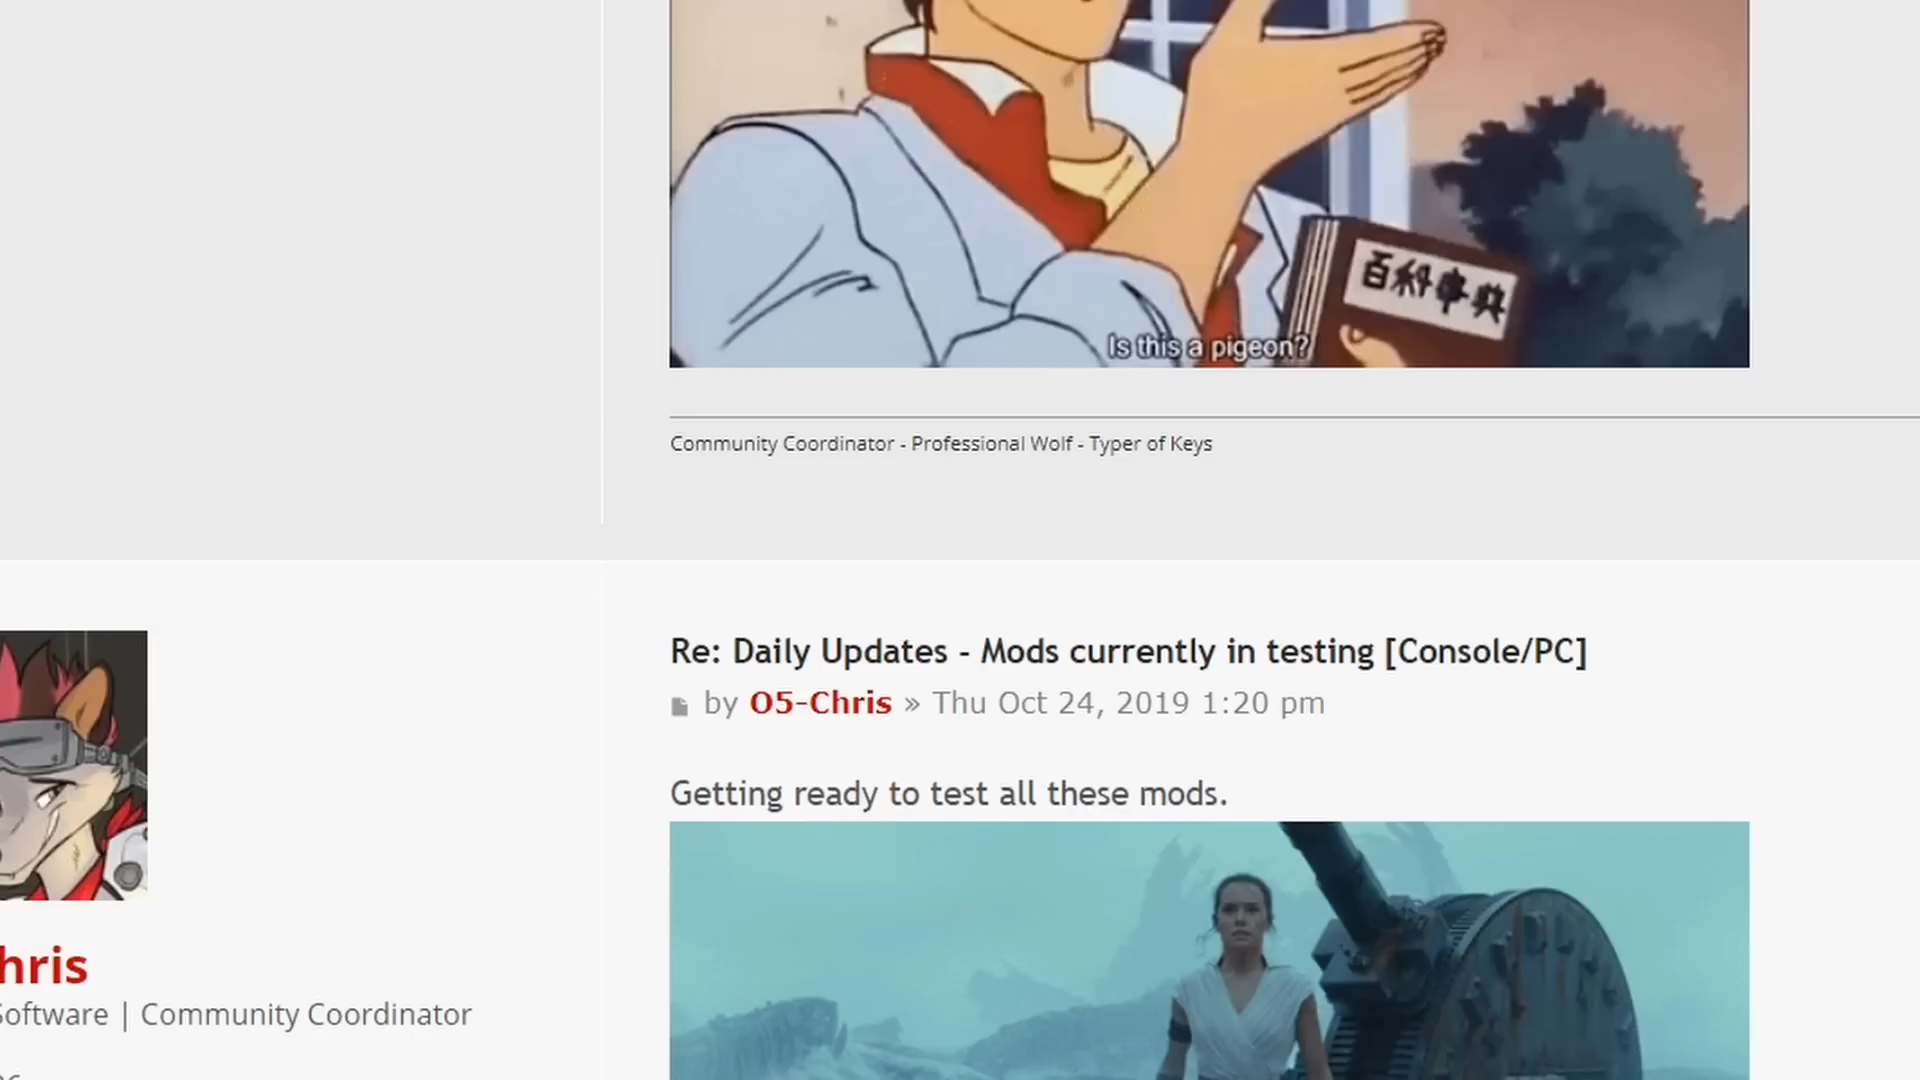 百科事典
Is this a pigeon?
Community Coordinator - Professional Wolf - Typer of Keys
Re: Daily Updates - Mods currently in testing [Console/PC]
by O5-Chris » Thu Oct 24, 2019 1:20 pm
Getting ready to test all these mods.
hris
Software | Community Coordinator